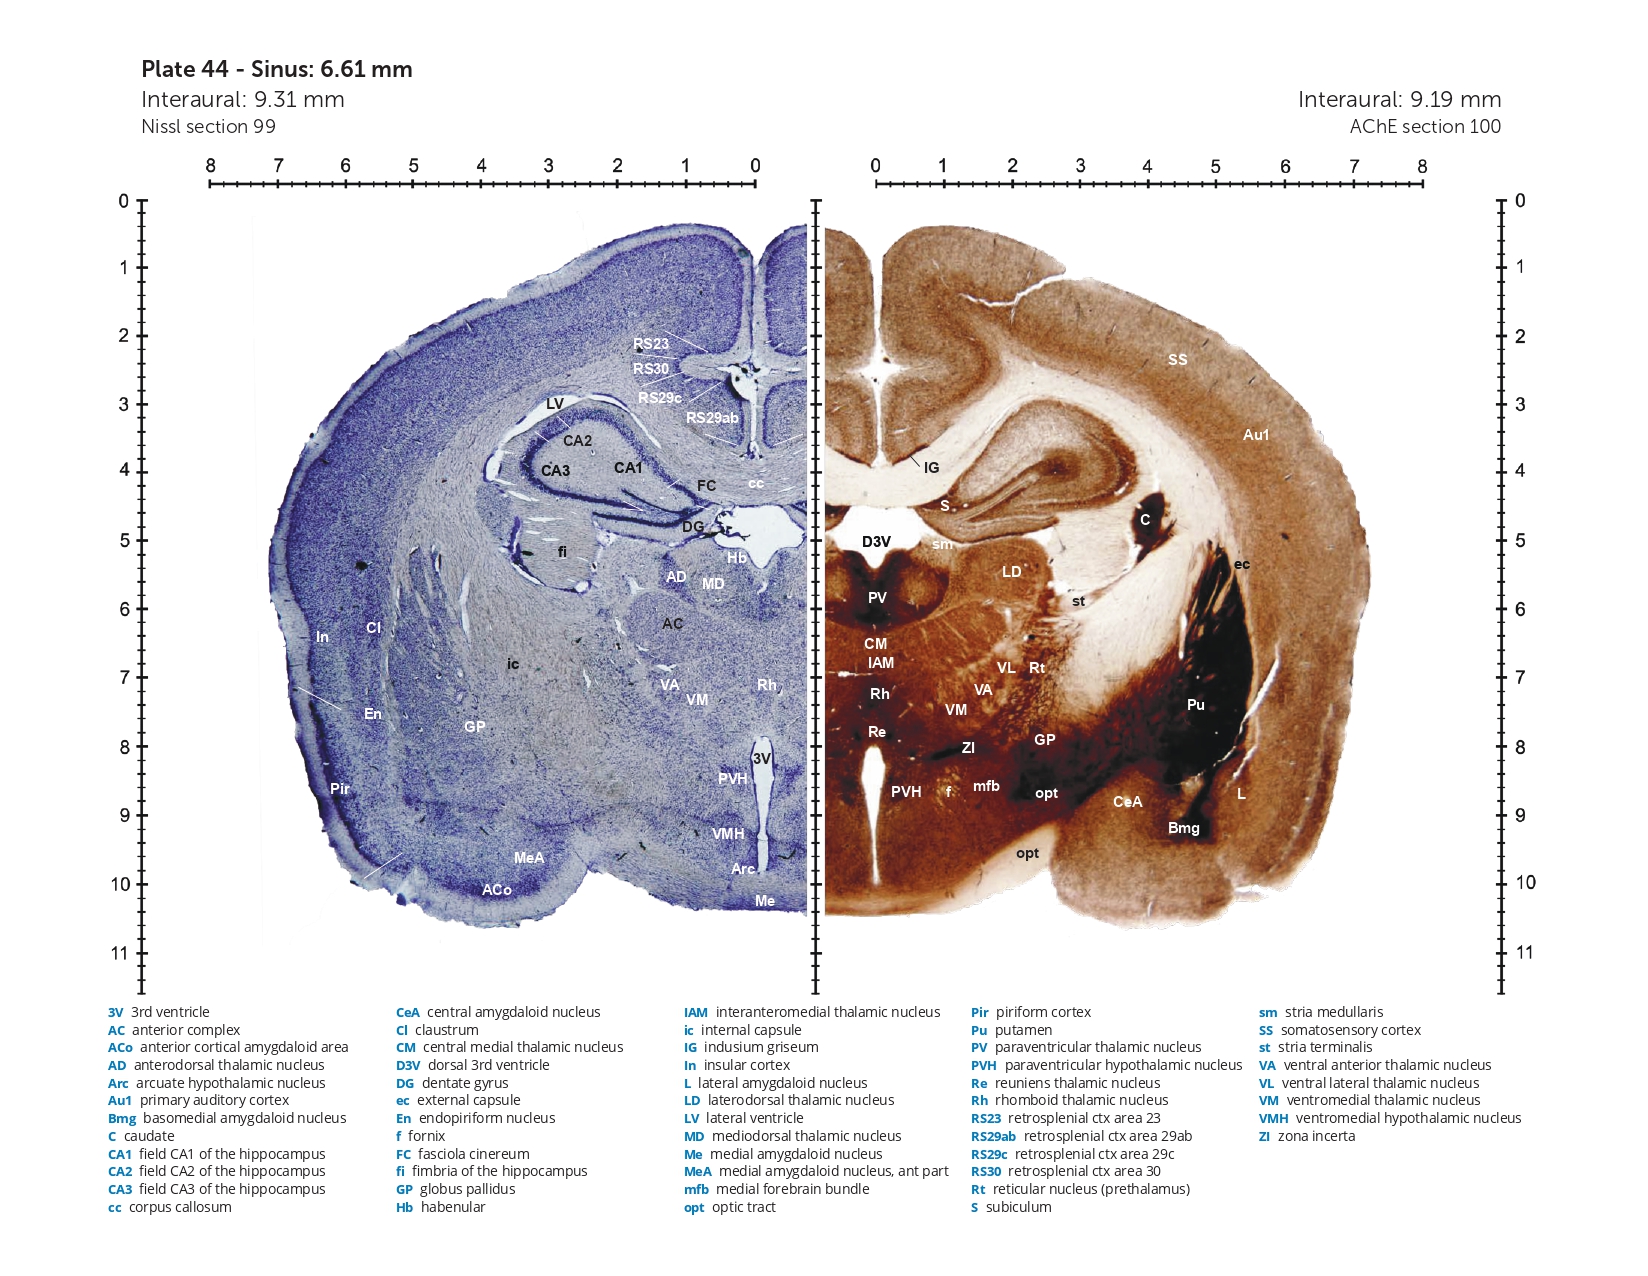 Plate 44 - Sinus: 6.61 mm
Interaural: 9.31 mm
Nissl section 99
Interaural: 9.19 mm
AChE section 100
8 7 6 5 4 3 2 1 0
0 1 2 3 4 5 6 7 8
0
1
2
3
4
5
6
7
8
9
10
11
RS23
RS30
RS29c
RS29ab
LV
CA2
CA3
CA1
FC
cc
DG
fi
Hb
AD
MD
AC
In
Cl
ic
VA
VM
Rh
En
GP
3V
PVH
Pir
VMH
MeA
Arc
ACo
Me
SS
Au1
IG
S
C
D3V
sm
LD
ec
PV
st
CM
IAM
VL
Rt
Rh
VA
VM
Pu
Re
ZI
GP
PVH
f
mfb
opt
CeA
L
Bmg
opt
0
1
2
3
4
5
6
7
8
9
10
11
3V 3rd ventricle
AC anterior complex
ACo anterior cortical amygdaloid area
AD anterodorsal thalamic nucleus
Arc arcuate hypothalamic nucleus
Au1 primary auditory cortex
Bmg basomedial amygdaloid nucleus
C caudate
CA1 field CA1 of the hippocampus
CA2 field CA2 of the hippocampus
CA3 field CA3 of the hippocampus
cc corpus callosum
CeA central amygdaloid nucleus
Cl claustrum
CM central medial thalamic nucleus
D3V dorsal 3rd ventricle
DG dentate gyrus
ec external capsule
En endopiriform nucleus
f fornix
FC fasciola cinereum
fi fimbria of the hippocampus
GP globus pallidus
Hb habenular
IAM interanteromedial thalamic nucleus
ic internal capsule
IG indusium griseum
In insular cortex
L lateral amygdaloid nucleus
LD laterodorsal thalamic nucleus
LV lateral ventricle
MD mediodorsal thalamic nucleus
Me medial amygdaloid nucleus
MeA medial amygdaloid nucleus, ant part
mfb medial forebrain bundle
opt optic tract
Pir piriform cortex
Pu putamen
PV paraventricular thalamic nucleus
PVH paraventricular hypothalamic nucleus
Re reuniens thalamic nucleus
Rh rhomboid thalamic nucleus
RS23 retrosplenial ctx area 23
RS29ab retrosplenial ctx area 29ab
RS29c retrosplenial ctx area 29c
RS30 retrosplenial ctx area 30
Rt reticular nucleus (prethalamus)
S subiculum
sm stria medullaris
SS somatosensory cortex
st stria terminalis
VA ventral anterior thalamic nucleus
VL ventral lateral thalamic nucleus
VM ventromedial thalamic nucleus
VMH ventromedial hypothalamic nucleus
ZI zona incerta